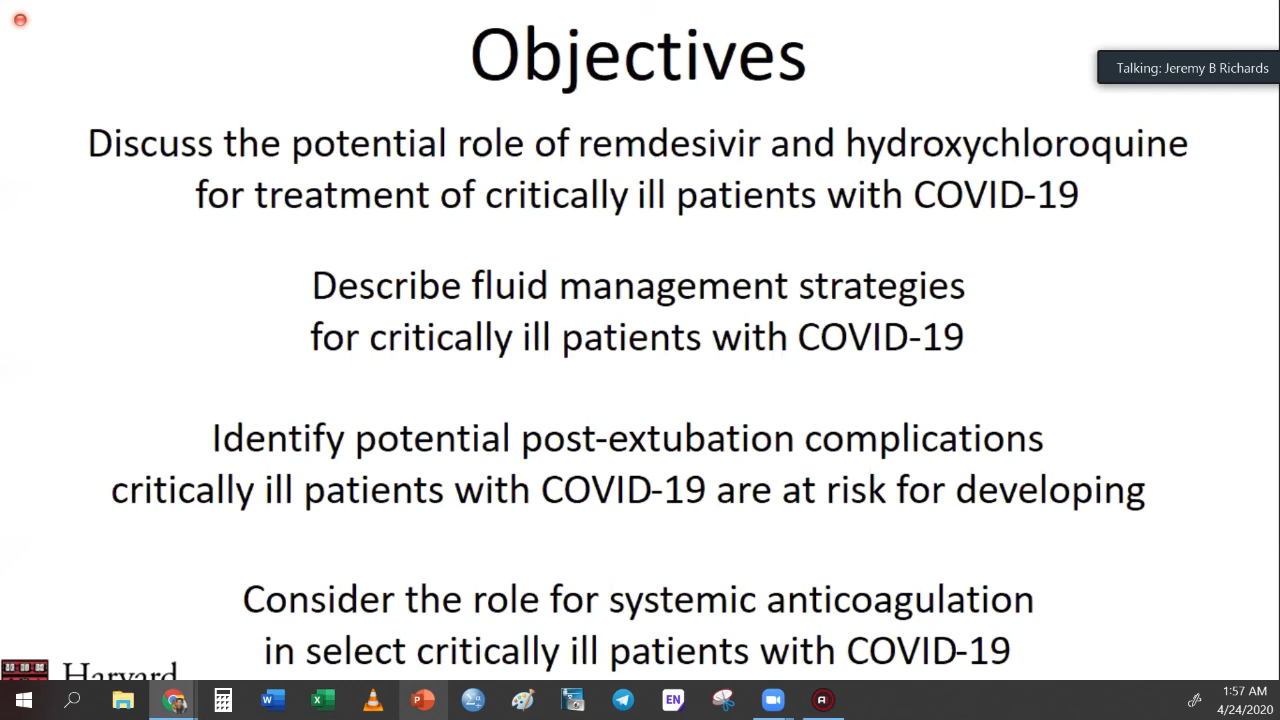 Objectives
Talking: Jeremy B Richards
Discuss the potential role of remdesivir and hydroxychloroquine
for treatment of critically ill patients with COVID-19
Describe fluid management strategies
for critically ill patients with COVID-19
Identify potential post-extubation complications
critically ill patients with COVID-19 are at risk for developing
Consider the role for systemic anticoagulation
in select critically ill patients with COVID-19
Harvard
EN
1:57 AM
4/24/2020